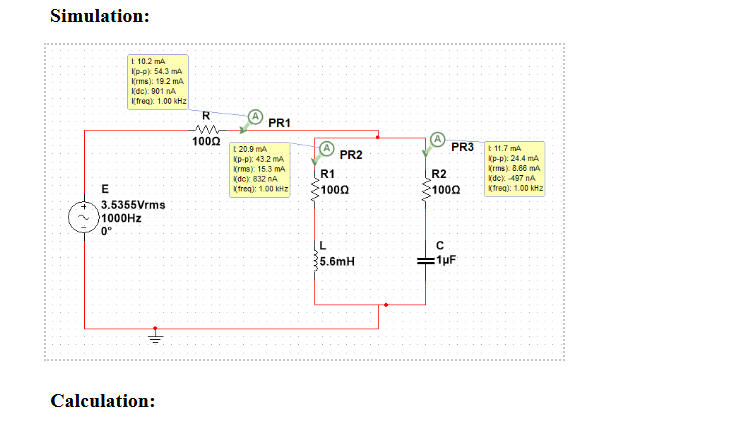 Simulation:
I: 10.2 mA
I(p-p): 54.3 mA
I(rms): 19.2 mA
I(dc): 901 nA
I(freq): 1.00 kHz
R
100Ω
A
PR1
I: 20.9 mA
I(p-p): 43.2 mA
I(rms): 15.3 mA
I(dc): 832 nA
I(freq): 1.00 kHz
A
PR2
R1
100Ω
A
PR3
I: 11.7 mA
I(p-p): 24.4 mA
I(rms): 8.66 mA
I(dc): -497 nA
I(freq): 1.00 kHz
R2
100Ω
E
3.5355Vrms
1000Hz
0°
L
5.6mH
C
1µF
Calculation: